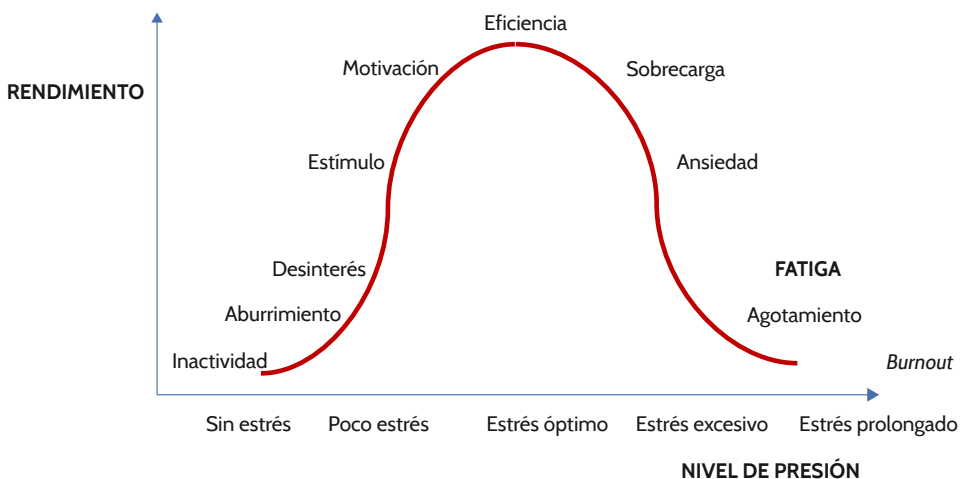 Eficiencia
Motivación
Sobrecarga
RENDIMIENTO
Estímulo
Ansiedad
Desinterés
FATIGA
Aburrimiento
Agotamiento
Inactividad
Burnout
Sin estrés
Poco estrés
Estrés óptimo
Estrés excesivo
Estrés prolongado
NIVEL DE PRESIÓN